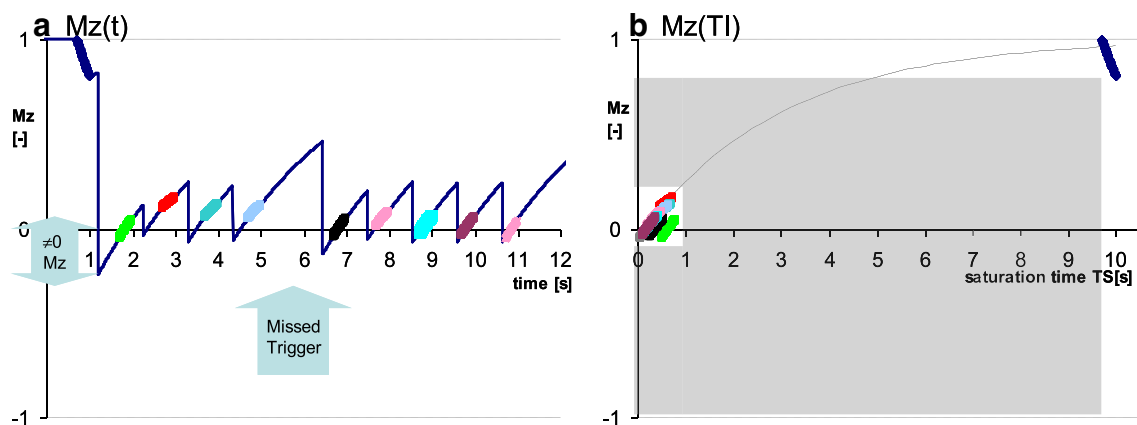 a Mz(t)
1
Mz
[-]
0
≠0
Mz
1 2 3 4 5 6 7 8 9 10 11 12
time [s]
Missed
Trigger
-1
b Mz(TI)
1
Mz
[-]
0
0 1 2 3 4 5 6 7 8 9 10
saturation time TS[s]
-1